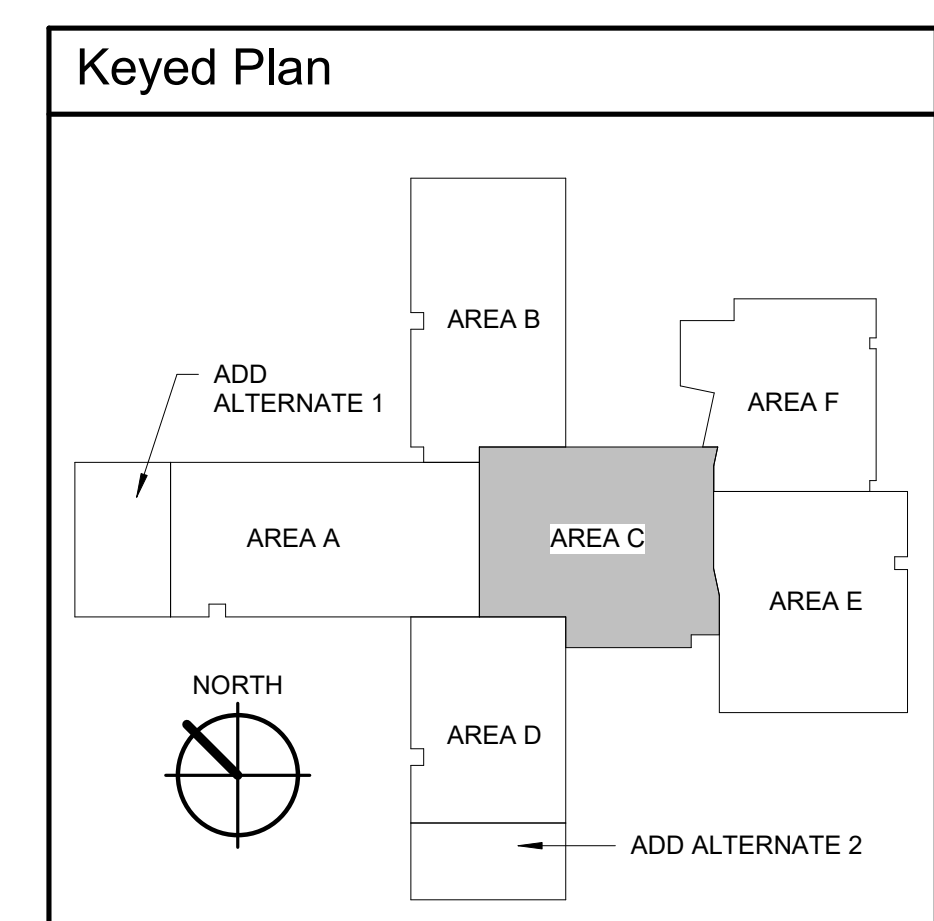 Keyed Plan
AREA B
ADD
ALTERNATE 1
AREA F
AREA A
AREA C
AREA E
NORTH
AREA D
ADD ALTERNATE 2